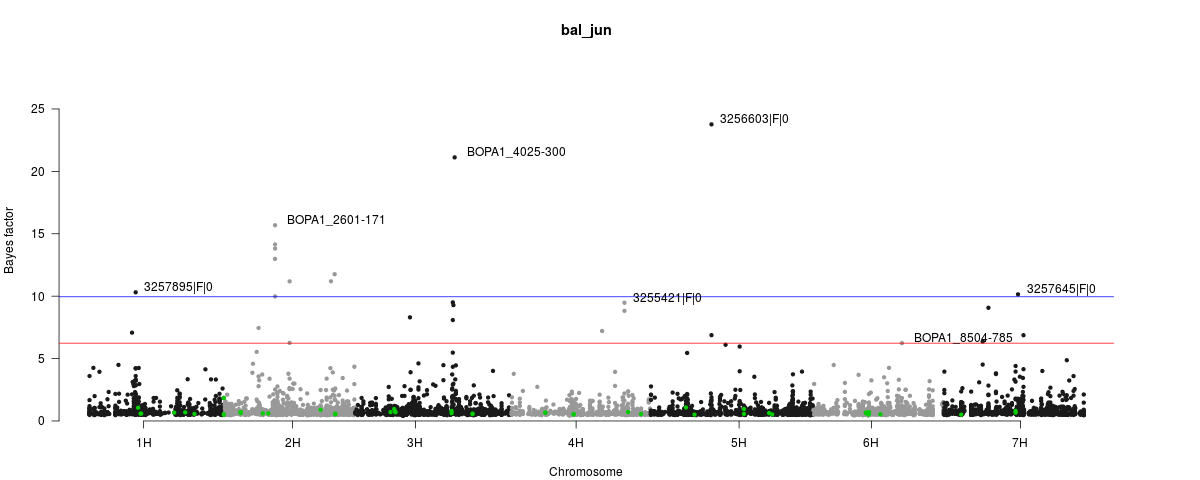 bal_jun
25
3256603|F|0
BOPA1_4025-300
20
BOPA1_2601-171
15
Bayes factor
3257895|F|0
3257645|F|0
10
3255421|F|0
BOPA1_8504-785
5
0
1H 2H 3H 4H 5H 6H 7H
Chromosome